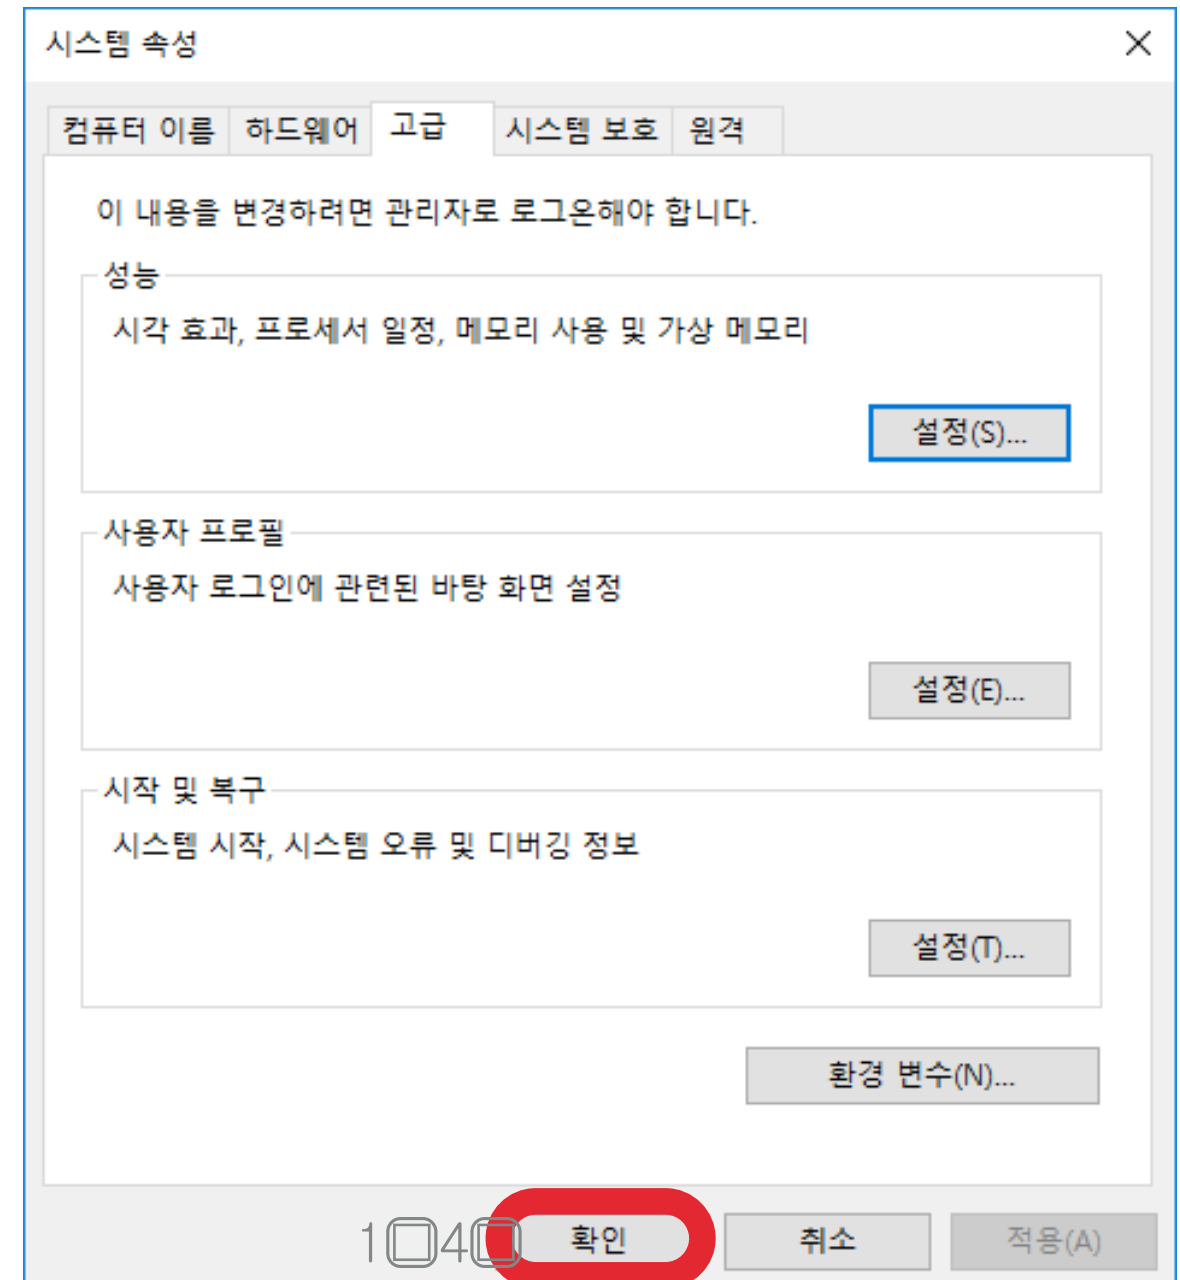 시스템 속성
컴퓨터 이름 하드웨어 고급 시스템 보호 원격
이 내용을 변경하려면 관리자로 로그온해야 합니다.
성능
시각 효과, 프로세서 일정, 메모리 사용 및 가상 메모리
설정(S)...
사용자 프로필
사용자 로그인에 관련된 바탕 화면 설정
설정(E)...
시작 및 복구
시스템 시작, 시스템 오류 및 디버깅 정보
설정(T)...
환경 변수(N)...
1▢4▢ 확인 취소 적용(A)